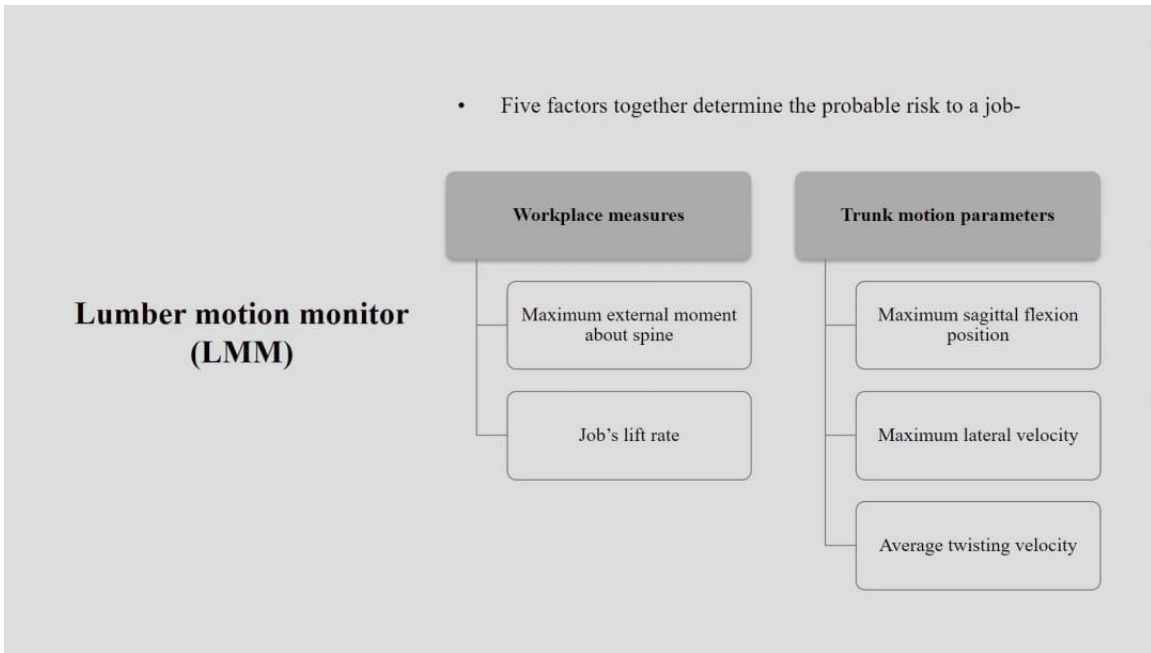 • Five factors together determine the probable risk to a job-
Lumber motion monitor
(LMM)
Workplace measures
Maximum external moment
about spine
Job's lift rate
Trunk motion parameters
Maximum sagittal flexion
position
Maximum lateral velocity
Average twisting velocity